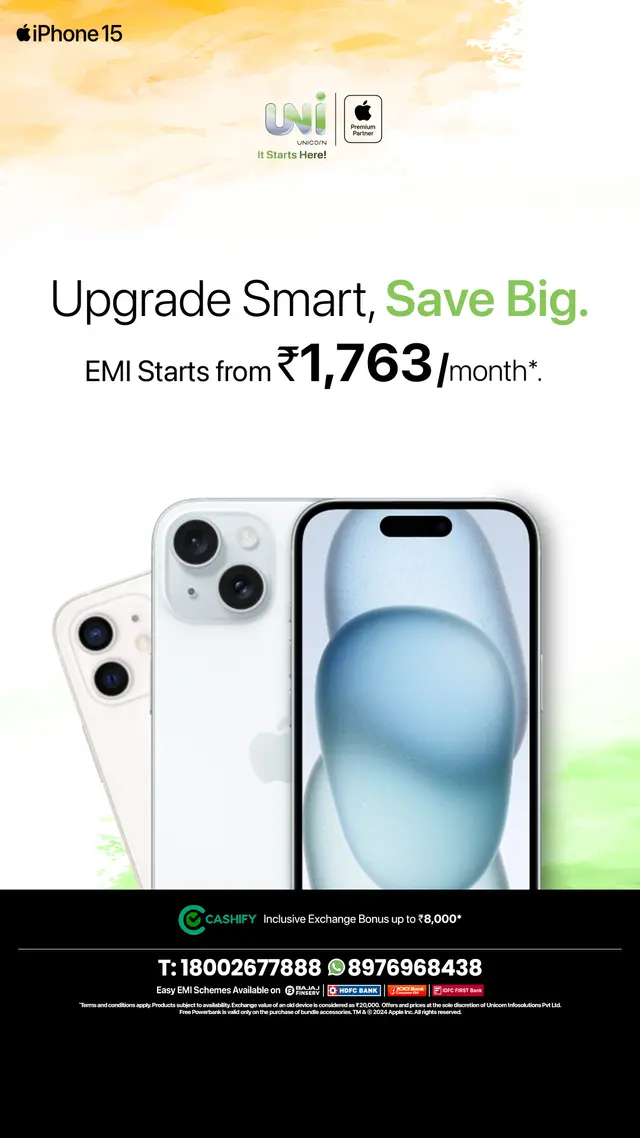 iPhone 15
UNi
UNICORN
It Starts Here!
Premium
Partner
Upgrade Smart, Save Big.
EMI Starts from ₹1,763/month*.
CASHIFY Inclusive Exchange Bonus up to ₹8,000*
T: 18002677888 8976968438
Easy EMI Schemes Available on BAJAJ FINSERV | HDFC BANK | ICICI Bank | IDFC FIRST Bank
*Terms and conditions apply. Products subject to availability. Exchange value of an old device is considered as ₹20,000. Offers and prices at the sole discretion of Unicorn Infosolutions Pvt Ltd.
Free Powerbank is valid only on the purchase of bundle accessories. TM & © 2024 Apple Inc. All rights reserved.